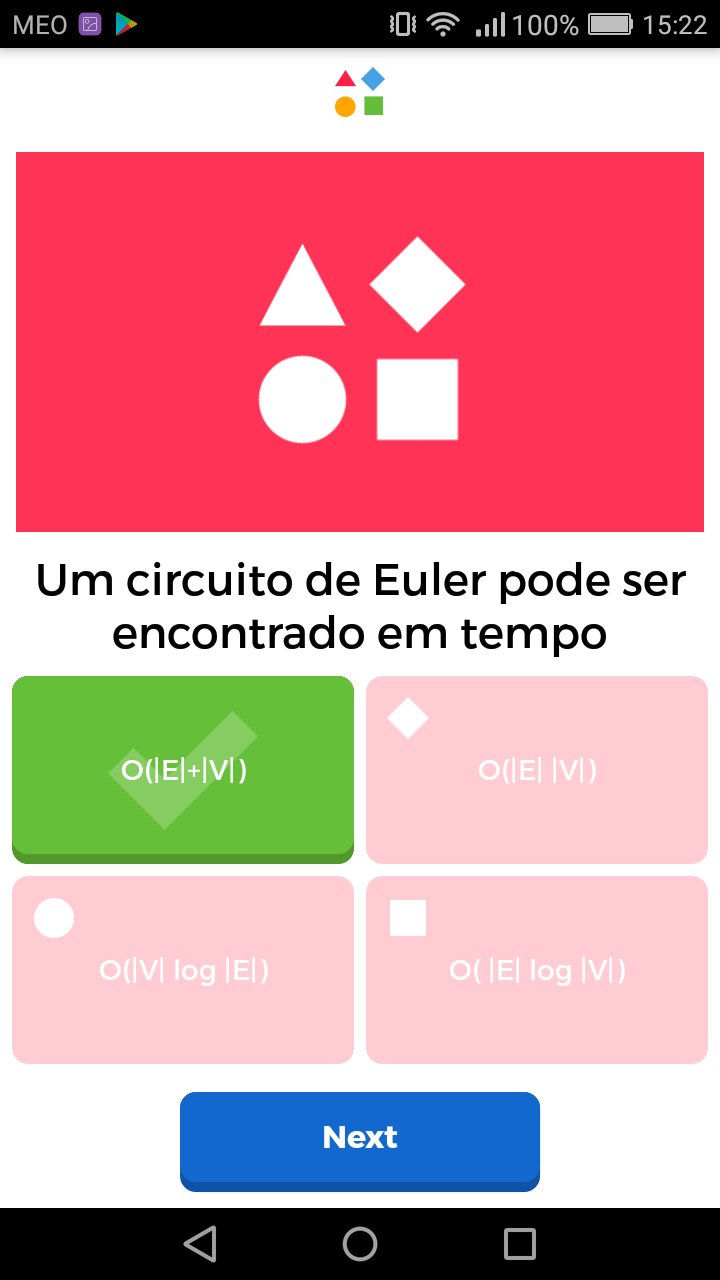 MEO 100% 15:22
Um circuito de Euler pode ser
encontrado em tempo
O(|E|+|V|)
O(|E| |V|)
O(|V| log |E|)
O( |E| log |V|)
Next